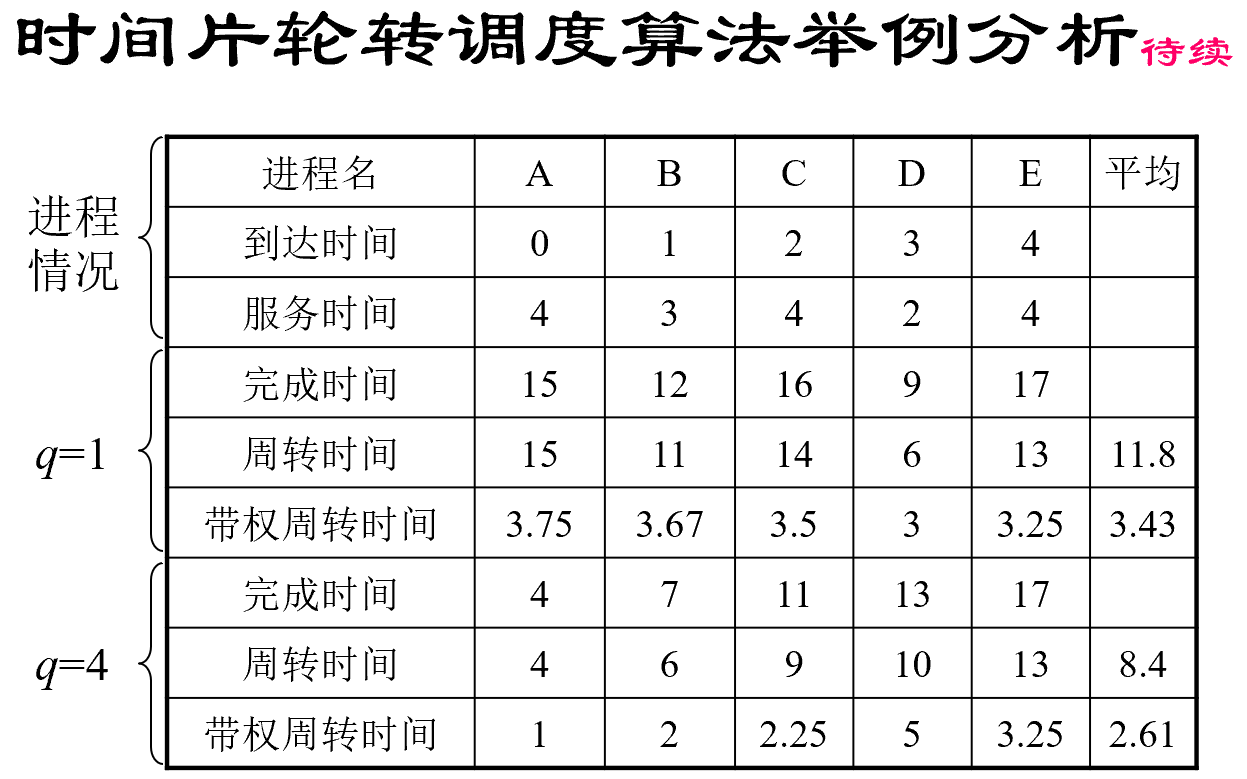 时间片轮转调度算法举例分析待续
进程情况
进程名 A B C D E 平均
到达时间 0 1 2 3 4
服务时间 4 3 4 2 4
q=1
完成时间 15 12 16 9 17
周转时间 15 11 14 6 13 11.8
带权周转时间 3.75 3.67 3.5 3 3.25 3.43
q=4
完成时间 4 7 11 13 17
周转时间 4 6 9 10 13 8.4
带权周转时间 1 2 2.25 5 3.25 2.61